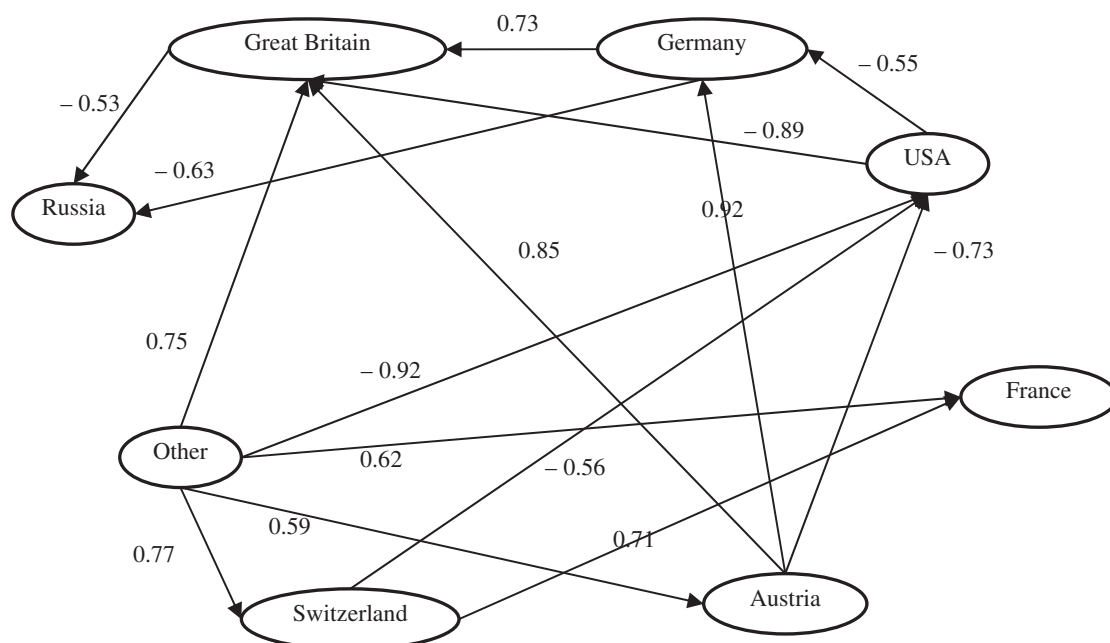 Great Britain
0.73
Germany
– 0.55
– 0.53
– 0.89
USA
– 0.63
Russia
0.92
0.85
– 0.73
0.75
– 0.92
France
Other
0.62
– 0.56
0.59
0.71
0.77
Switzerland
Austria